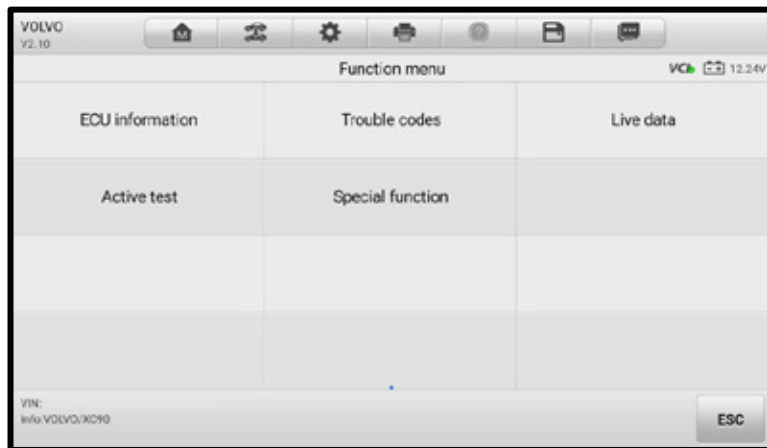 VOLVO
V2.10
Function menu
VCI 12.24V
ECU information
Trouble codes
Live data
Active test
Special function
VIN:
Info:VOLVO/XC90
ESC